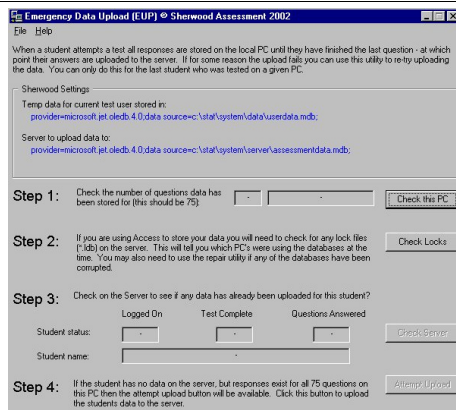 Emergency Data Upload (EUP) © Sherwood Assessment 2002
File Help
When a student attempts a test all responses are stored on the local PC until they have finished the last question - at which
point their answers are uploaded to the server. If for some reason the upload fails you can use this utility to re-try uploading
the data. You can only do this for the last student who was tested on a given PC.
Sherwood Settings
Temp data for current test user stored in:
provider=microsoft.jet.oledb.4.0;data source=c:\stat\system\data\userdata.mdb;
Server to upload data to:
provider=microsoft.jet.oledb.4.0;data source=c:\stat\system\server\assessmentdata.mdb;
Step 1: Check the number of questions data has
been stored for (this should be 75): - - Check this PC
Step 2: If you are using Access to store your data you will need to check for any lock files
(*.ldb) on the server. This will tell you which PC's were using the databases at the
time. You may also need to use the repair utility if any of the databases have been
corrupted.
Check Locks
Step 3: Check on the Server to see if any data has already been uploaded for this student?
Logged On Test Complete Questions Answered
Student status: - - - Check Server
Student name: -
Step 4: If the student has no data on the server, but responses exist for all 75 questions on
this PC then the attempt upload button will be available. Click this button to upload
the students data to the server.
Attempt Upload